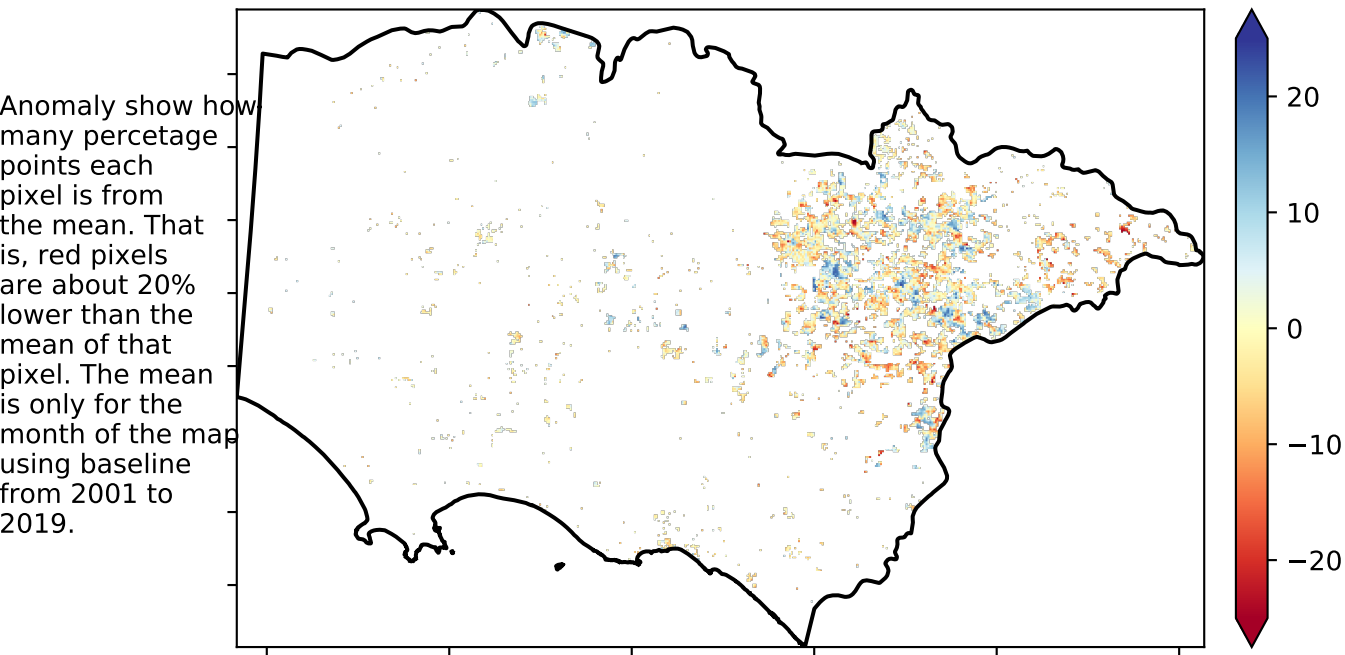 Anomaly show how
many percetage
points each
pixel is from
the mean. That
is, red pixels
are about 20%
lower than the
mean of that
pixel. The mean
is only for the
month of the map
using baseline
from 2001 to
2019.
20
10
0
−10
−20